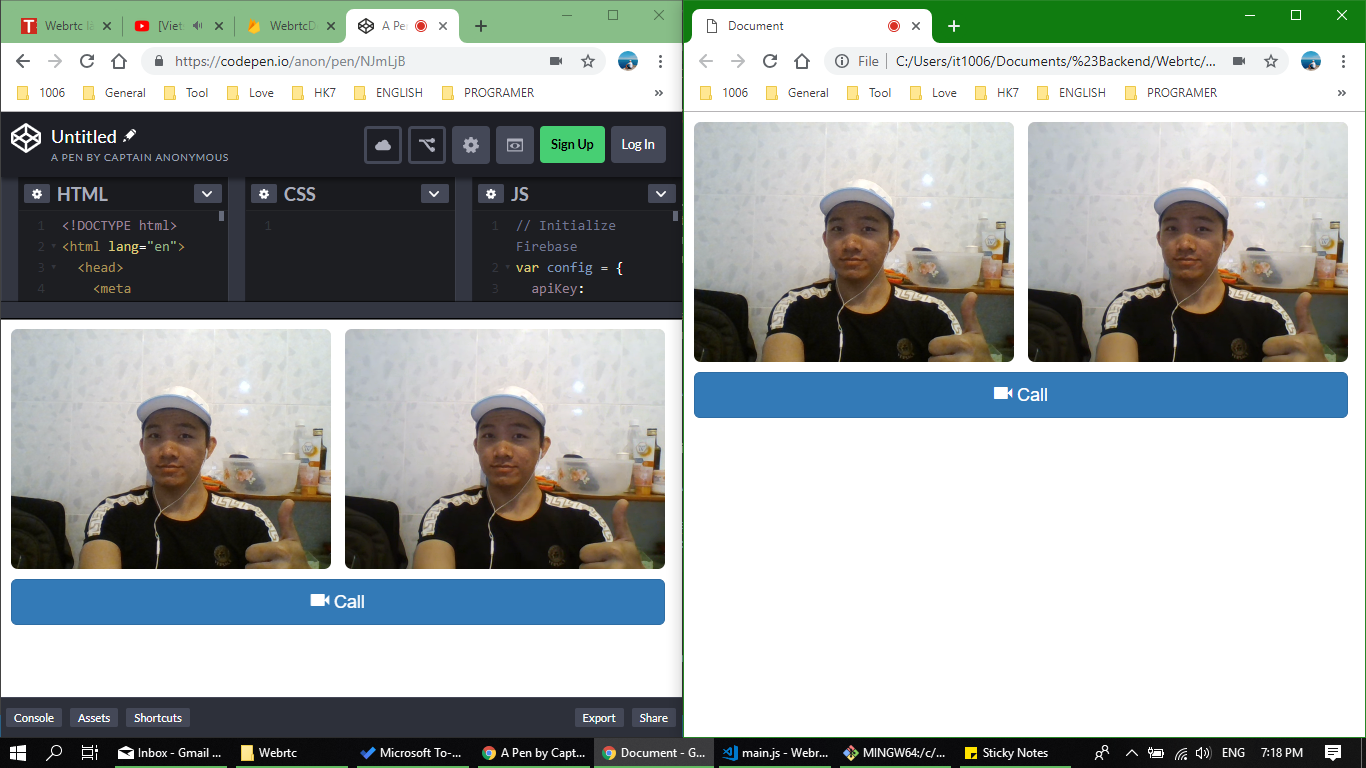 Webrtc là
[Viet
WebrtcD
A Pe
https://codepen.io/anon/pen/NJmLjB
1006
General
Tool
Love
HK7
ENGLISH
PROGRAMER
»
Untitled
A PEN BY CAPTAIN ANONYMOUS
Sign Up
Log In
HTML
1 <!DOCTYPE html>
2 <html lang="en">
3 <head>
4 <meta
CSS
1
JS
1 // Initialize
Firebase
2 var config = {
3 apiKey:
Call
Console
Assets
Shortcuts
Export
Share
Document
File
C:/Users/it1006/Documents/%23Backend/Webrtc/...
1006
General
Tool
Love
HK7
ENGLISH
PROGRAMER
»
Call
Inbox - Gmail ...
Webrtc
Microsoft To-...
A Pen by Capt...
Document - G...
main.js - Webr...
MINGW64:/c/...
Sticky Notes
ENG
7:18 PM